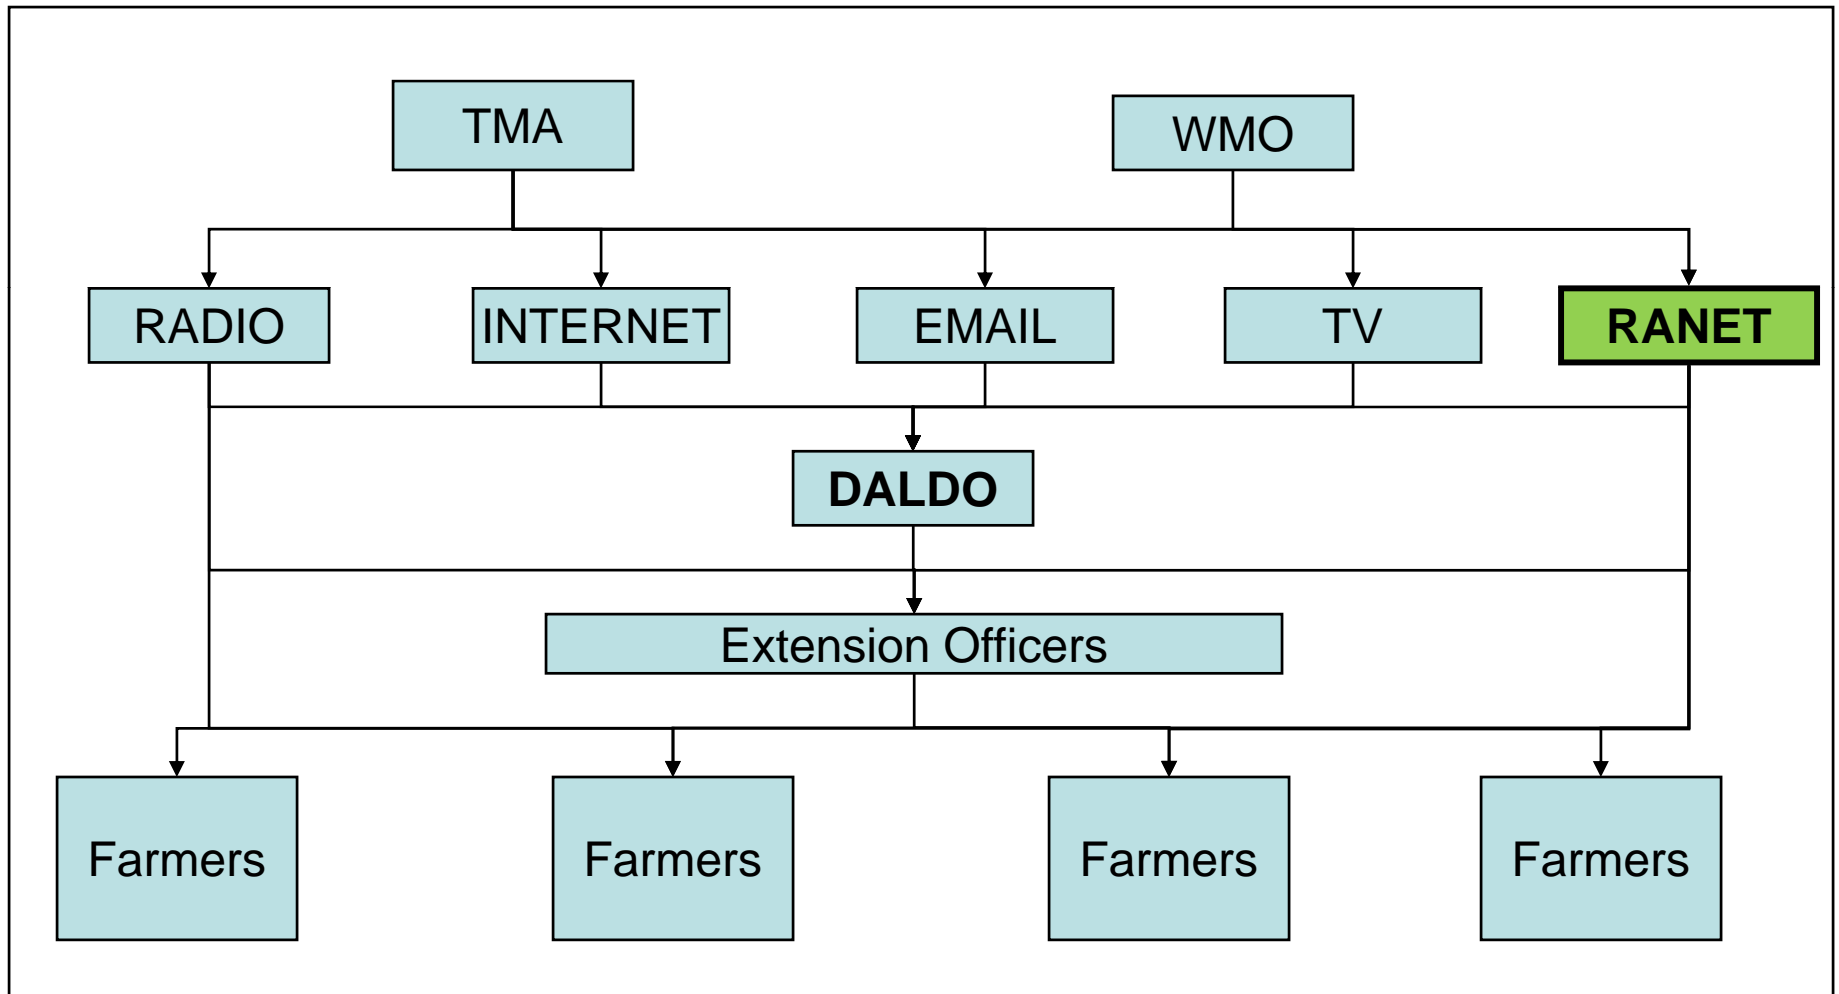 TMA
WMO
RADIO
INTERNET
EMAIL
TV
RANET
DALDO
Extension Officers
Farmers
Farmers
Farmers
Farmers